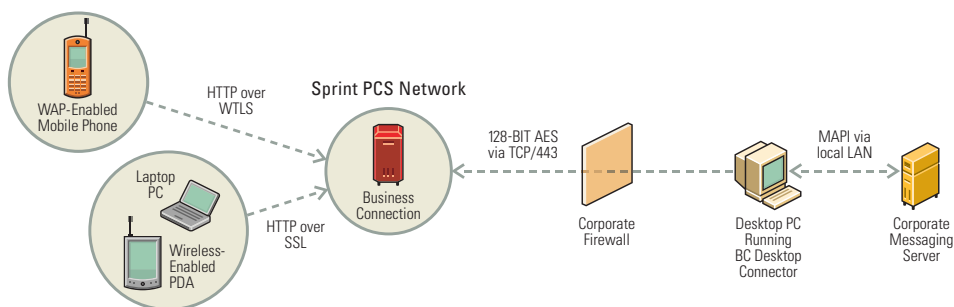 WAP-Enabled
Mobile Phone
HTTP over
WTLS
Sprint PCS Network
Laptop
PC
Wireless-
Enabled
PDA
HTTP over
SSL
Business
Connection
128-BIT AES
via TCP/443
Corporate
Firewall
Desktop PC
Running
BC Desktop
Connector
MAPI via
local LAN
Corporate
Messaging
Server